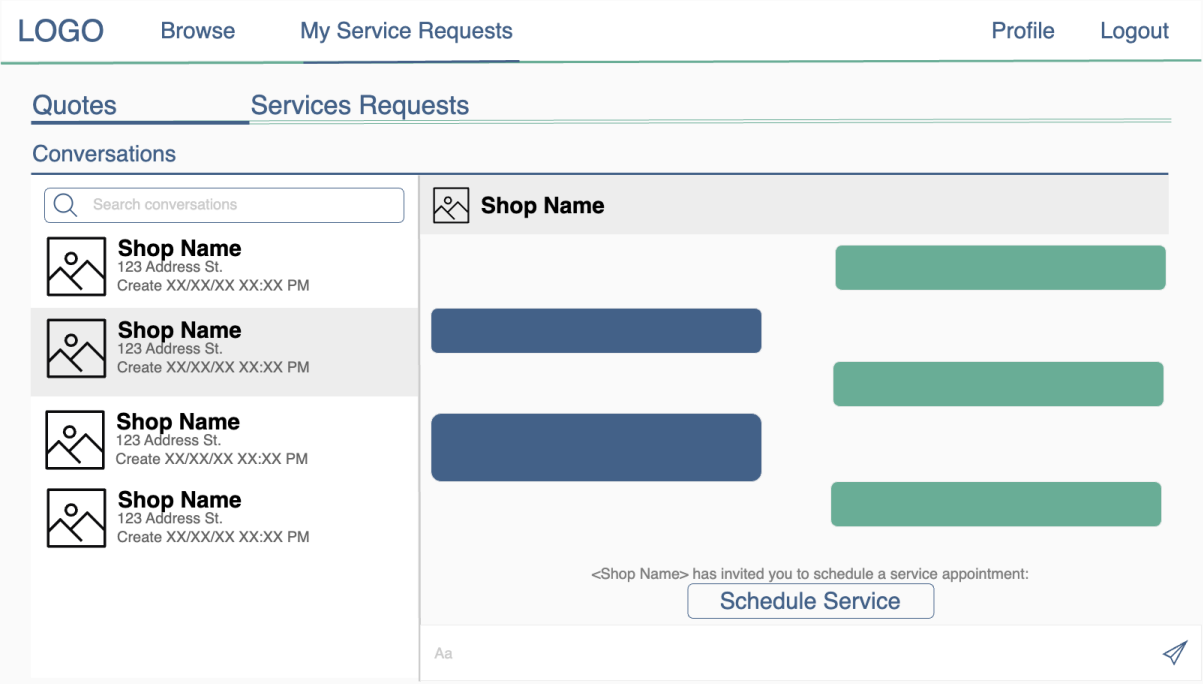 LOGO Browse My Service Requests Profile Logout
Quotes Services Requests
Conversations
Search conversations
Shop Name
123 Address St.
Create XX/XX/XX XX:XX PM
Shop Name
123 Address St.
Create XX/XX/XX XX:XX PM
Shop Name
123 Address St.
Create XX/XX/XX XX:XX PM
Shop Name
123 Address St.
Create XX/XX/XX XX:XX PM
Shop Name
<Shop Name> has invited you to schedule a service appointment:
Schedule Service
Aa